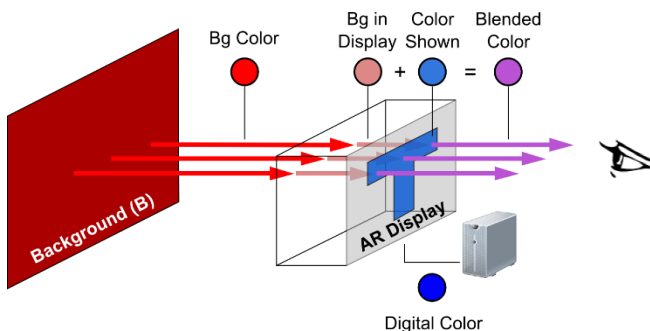 Bg Color
Bg in
Display
+
Color
Shown
=
Blended
Color
Background (B)
AR Display
Digital Color